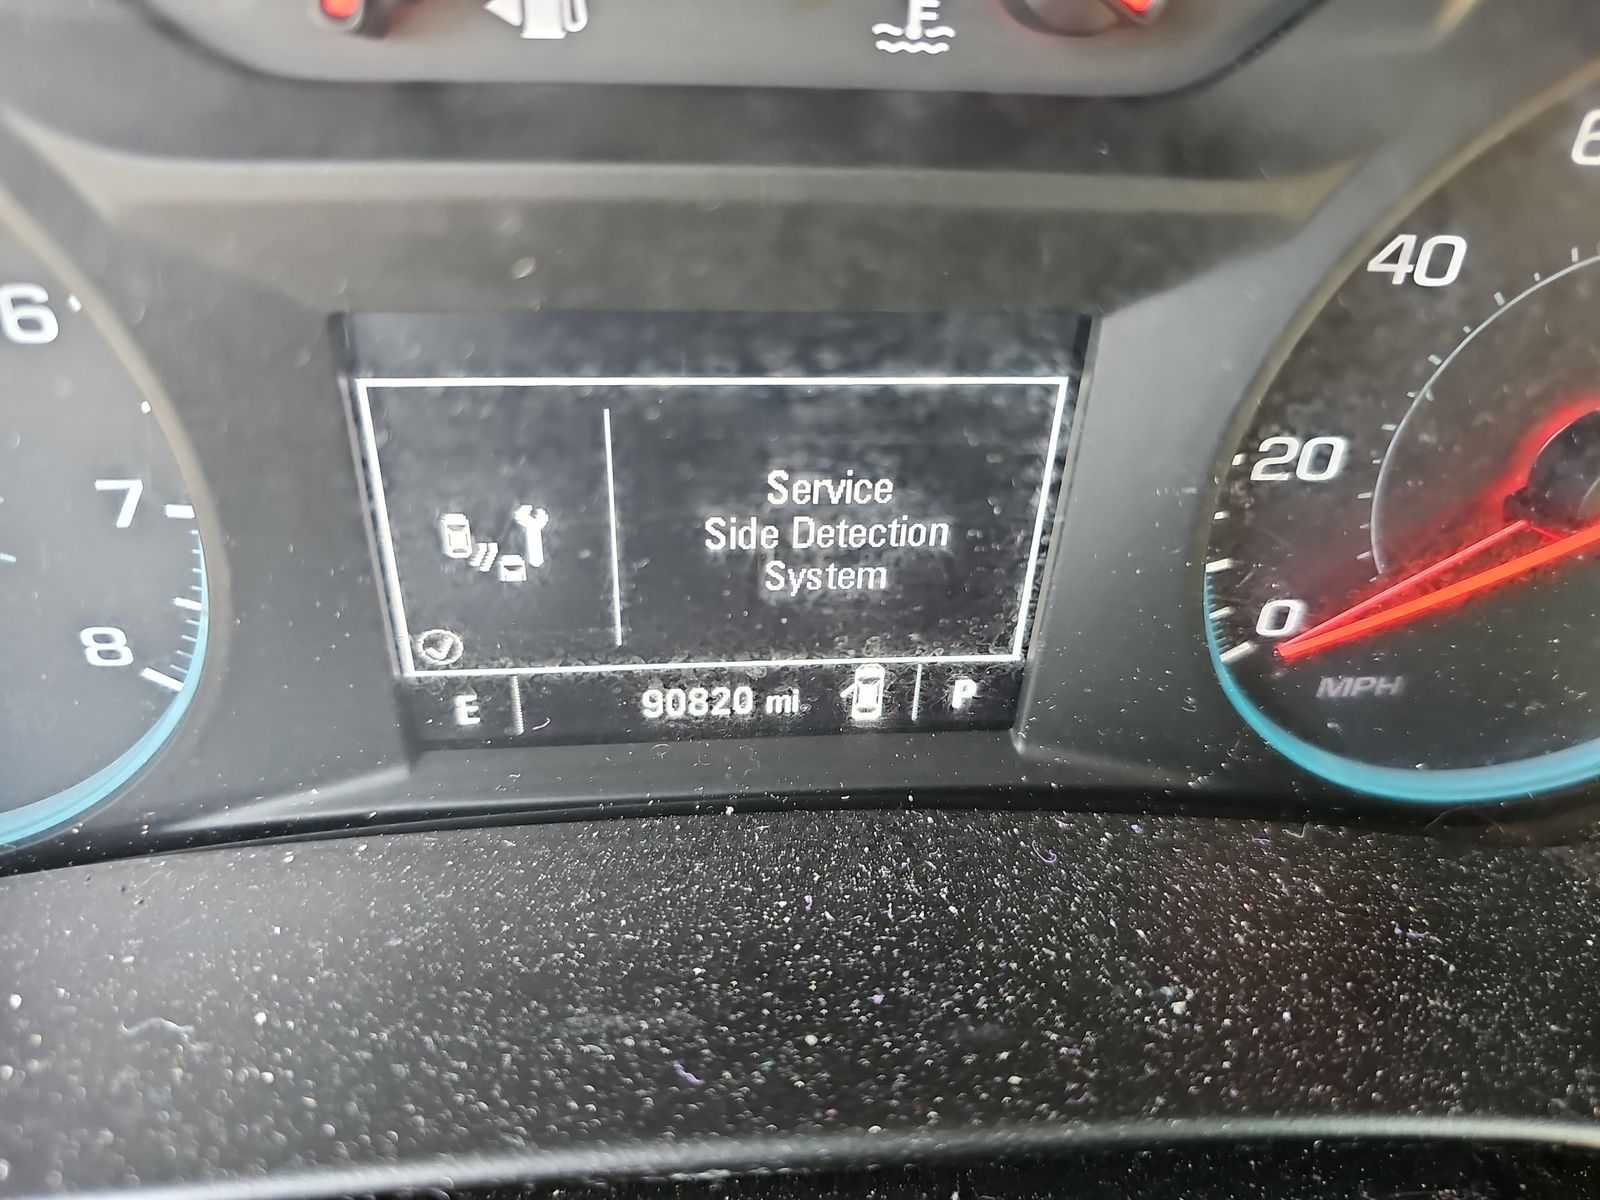 40
6
20
7
Service
Side Detection
System
0
8
MPH
E
90820 mi
P